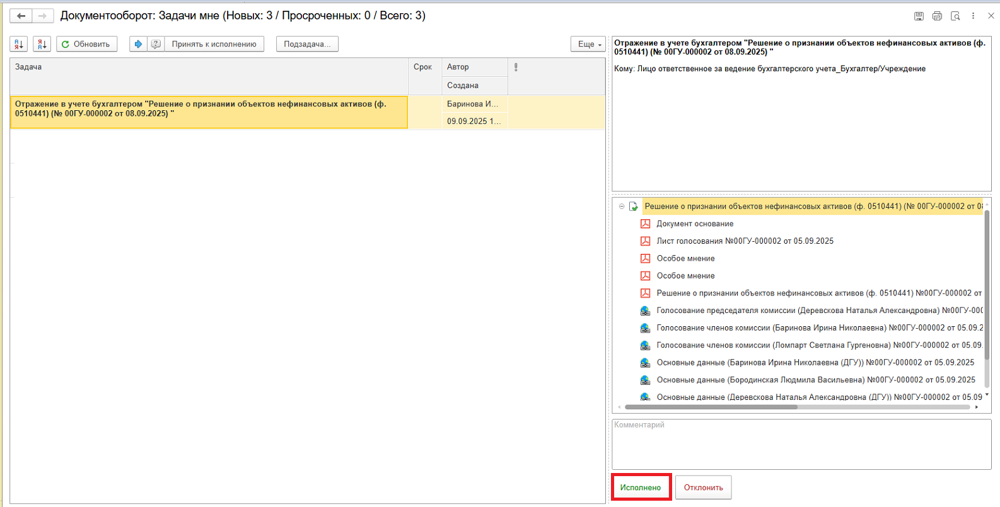 Документооборот: Задачи мне (Новых: 3 / Просроченных: 0 / Всего: 3)
Обновить
Принять к исполнению
Подзадача...
Еще
Задача
Срок
Автор
Создана
Отражение в учете бухгалтером "Решение о признании объектов нефинансовых активов (ф.
0510441) (№ 00ГУ-000002 от 08.09.2025) "
Баринова И...
09.09.2025 1...
Отражение в учете бухгалтером "Решение о признании объектов нефинансовых активов (ф.
0510441) (№ 00ГУ-000002 от 08.09.2025) "
Кому: Лицо ответственное за ведение бухгалтерского учета_Бухгалтер/Учреждение
Решение о признании объектов нефинансовых активов (ф. 0510441) (№ 00ГУ-000002 от 08
Документ основание
Лист голосования №00ГУ-000002 от 05.09.2025
Особое мнение
Особое мнение
Решение о признании объектов нефинансовых активов (ф. 0510441) №00ГУ-000002 от
Голосование председателя комиссии (Деревскова Наталья Александровна) №00ГУ-000
Голосование членов комиссии (Баринова Ирина Николаевна) №00ГУ-000002 от 05.09.2
Голосование членов комиссии (Ломпарт Светлана Гургеновна) №00ГУ-000002 от 05.09.
Основные данные (Баринова Ирина Николаевна (ДГУ)) №00ГУ-000002 от 05.09.2025
Основные данные (Бородинская Людмила Васильевна) №00ГУ-000002 от 05.09.2025
Основные данные (Деревскова Наталья Александровна (ДГУ)) №00ГУ-000002 от 05.09
Комментарий
Исполнено
Отклонить